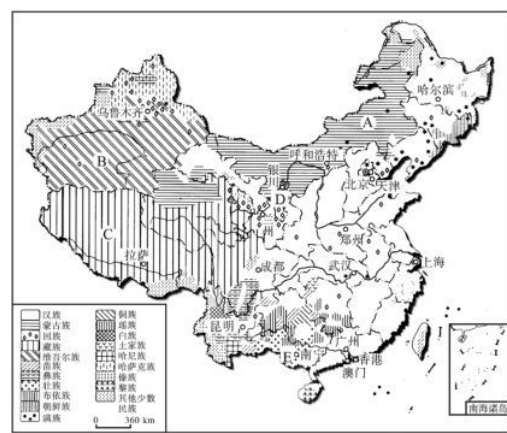 哈尔滨
乌鲁木齐
A
呼和浩特
B
银川
北京
天津
D
兰州
C
郑州
拉萨
成都
武汉
上海
昆明
广州
E
南宁
香港
澳门
汉族
蒙古族
回族
藏族
维吾尔族
苗族
彝族
壮族
布依族
朝鲜族
满族
侗族
瑶族
白族
土家族
哈尼族
哈萨克族
傣族
黎族
其他少数
民族
0 360 km
南海诸岛